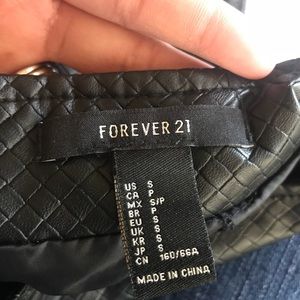 FOREVER 21
US S
CA P
MX S/P
BR P
EU S
UK S
KR S
JP S
CN 160/66A
MADE IN CHINA